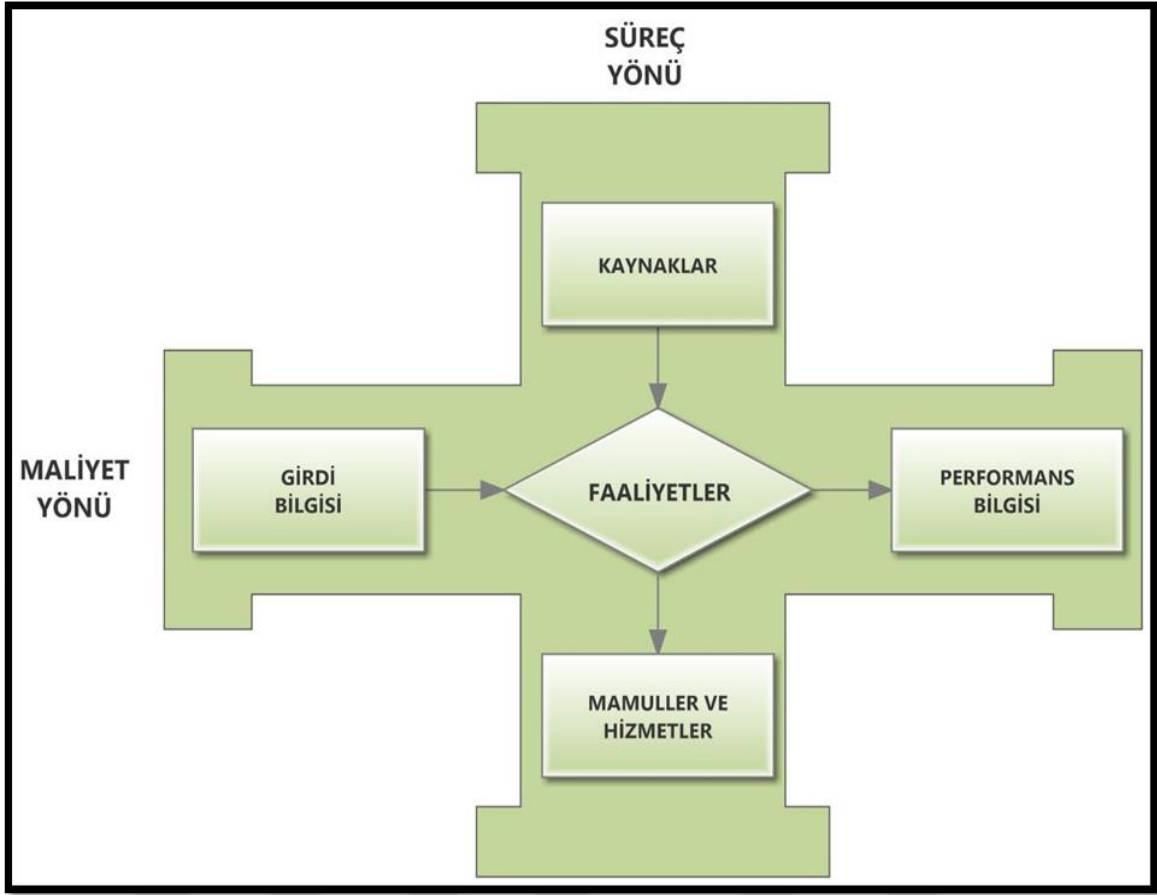 SÜREÇ
YÖNÜ
KAYNAKLAR
MALİYET
YÖNÜ
GİRDİ
BİLGİSİ
FAALİYETLER
PERFORMANS
BİLGİSİ
MAMULLER VE
HİZMETLER